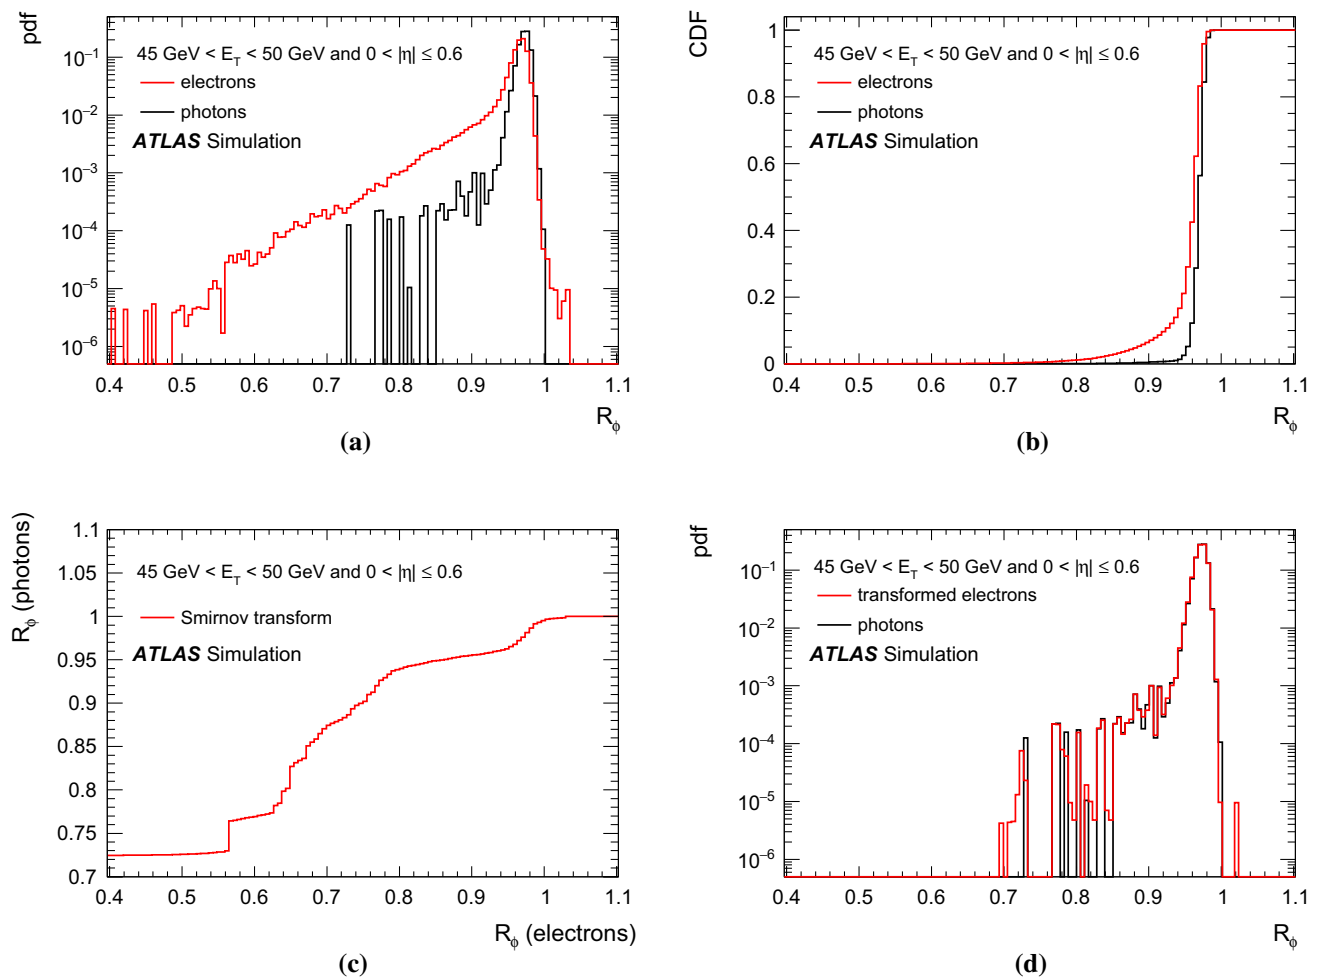 pdf
45 GeV < E_T < 50 GeV and 0 < |η| ≤ 0.6
electrons
photons
ATLAS Simulation
10⁻¹
10⁻²
10⁻³
10⁻⁴
10⁻⁵
10⁻⁶
0.4 0.5 0.6 0.7 0.8 0.9 1 1.1
R_ϕ
(a)
CDF
45 GeV < E_T < 50 GeV and 0 < |η| ≤ 0.6
electrons
photons
ATLAS Simulation
1
0.8
0.6
0.4
0.2
0
0.4 0.5 0.6 0.7 0.8 0.9 1 1.1
R_ϕ
(b)
R_ϕ (photons)
45 GeV < E_T < 50 GeV and 0 < |η| ≤ 0.6
Smirnov transform
ATLAS Simulation
1.1
1.05
1
0.95
0.9
0.85
0.8
0.75
0.7
0.4 0.5 0.6 0.7 0.8 0.9 1 1.1
R_ϕ (electrons)
(c)
pdf
45 GeV < E_T < 50 GeV and 0 < |η| ≤ 0.6
transformed electrons
photons
ATLAS Simulation
10⁻¹
10⁻²
10⁻³
10⁻⁴
10⁻⁵
10⁻⁶
0.4 0.5 0.6 0.7 0.8 0.9 1 1.1
R_ϕ
(d)